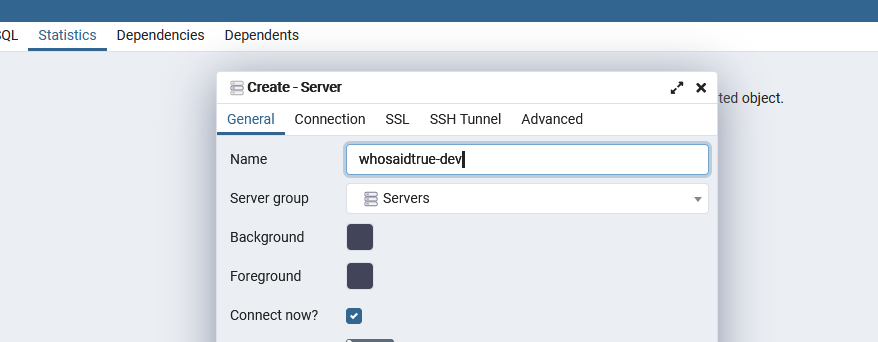 SQL Statistics Dependencies Dependents
Create - Server
ted object.
General Connection SSL SSH Tunnel Advanced
Name whosaidtrue-dev
Server group Servers
Background
Foreground
Connect now?